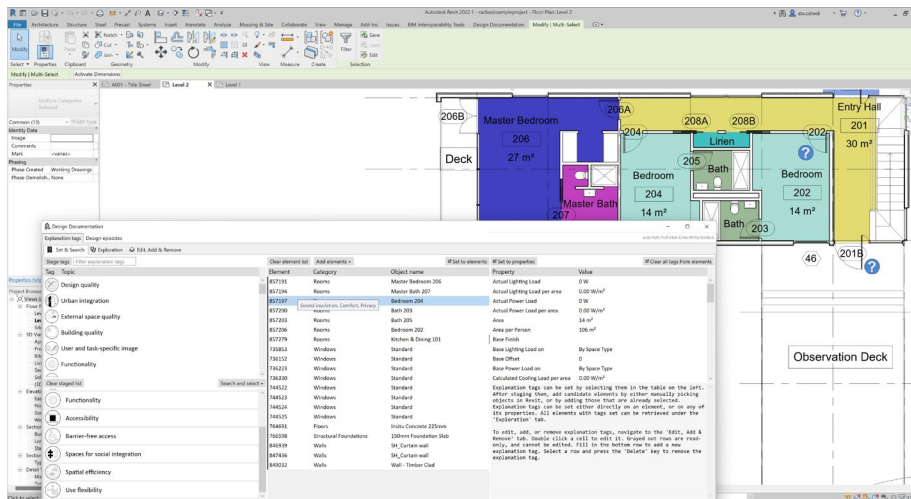 Autodesk Revit 2022.1 - rac_basic_sample_project - Floor Plan: Level 2
File Architecture Structure Steel Precast Systems Insert Annotate Analyze Massing & Site Collaborate View Manage Add-Ins Issues BIM Interoperability Tools Design Documentation Modify | Multi-Select
Modify
Paste
Notch
Cut
Join
Filter
Save
Load
Edit
Select Properties Clipboard Geometry Modify View Measure Create Selection
Modify | Multi-Select Activate Dimensions
Properties
A001 - Title Sheet Level 2 Level 1
Multiple Categories Selected
Common (13) Edit Type
Identity Data
Image
Comments
Mark <varies>
Phasing
Phase Created Working Drawings
Phase Demolish.. None
206B
Master Bedroom
206
27 m²
Deck
206A
204
208A
208B
Linen
202
Entry Hall
201
30 m²
205
Bath
Bedroom
204
14 m²
Bedroom
202
14 m²
Master Bath
207
Bath
203
46
201B
Observation Deck
Properties help
Project Browse
Design Documentation
Explanation tags Design episodes
Set & Search Exploration Edit, Add & Remove
Stage tags Filter exploration tags
Tag Topic
Design quality
Urban integration
External space quality
Building quality
User and task-specific image
Functionality
Clear staged list Search and select
Functionality
Accessibility
Barrier-free access
Spaces for social integration
Spatial efficiency
Use flexibility
Clear element list Add elements Set to elements
Element Category Object name
857191 Rooms Master Bedroom 206
857194 Rooms Master Bath 207
857197 Bedroom 204
Sound insulation, Comfort, Privacy
857200 Rooms Bath 203
857203 Rooms Bath 205
857206 Rooms Bedroom 202
857279 Rooms Kitchen & Dining 101
736853 Windows Standard
736152 Windows Standard
736223 Windows Standard
736330 Windows Standard
744522 Windows Standard
744523 Windows Standard
744524 Windows Standard
744525 Windows Standard
764691 Floors Insitu Concrete 225mm
766598 Structural Foundations 150mm Foundation Slab
846939 Walls SH_Curtain wall
847436 Walls SH_Curtain wall
849032 Walls Wall - Timber Clad
Set to properties Clear all tags from elements
Property Value
Actual Lighting Load 0 W
Actual Lighting Load per area 0.00 W/m²
Actual Power Load 0 W
Actual Power Load per area 0.00 W/m²
Area 14 m²
Area per Person 106 m²
Base Finish
Base Lighting Load on By Space Type
Base Offset 0
Base Power Load on By Space Type
Calculated Cooling Load per area 0.00 W/m²
Explanation tags can be set by selecting them in the table on the left.
After staging them, add candidate elements by either manually picking
objects in Revit, or by adding those that are already selected.
Explanation tags can be set either directly on an element, or on any of
its properties. All elements with tags set can be retrieved under the
'Exploration' tab.
To edit, add, or remove explanation tags, navigate to the 'Edit, Add &
Remove' tab. Double click a cell to edit it. Grayed out rows are read-
only, and cannot be edited. Fill in the bottom row to add a new
explanation tag. Select a row and press the 'Delete' key to remove the
explanation tag.